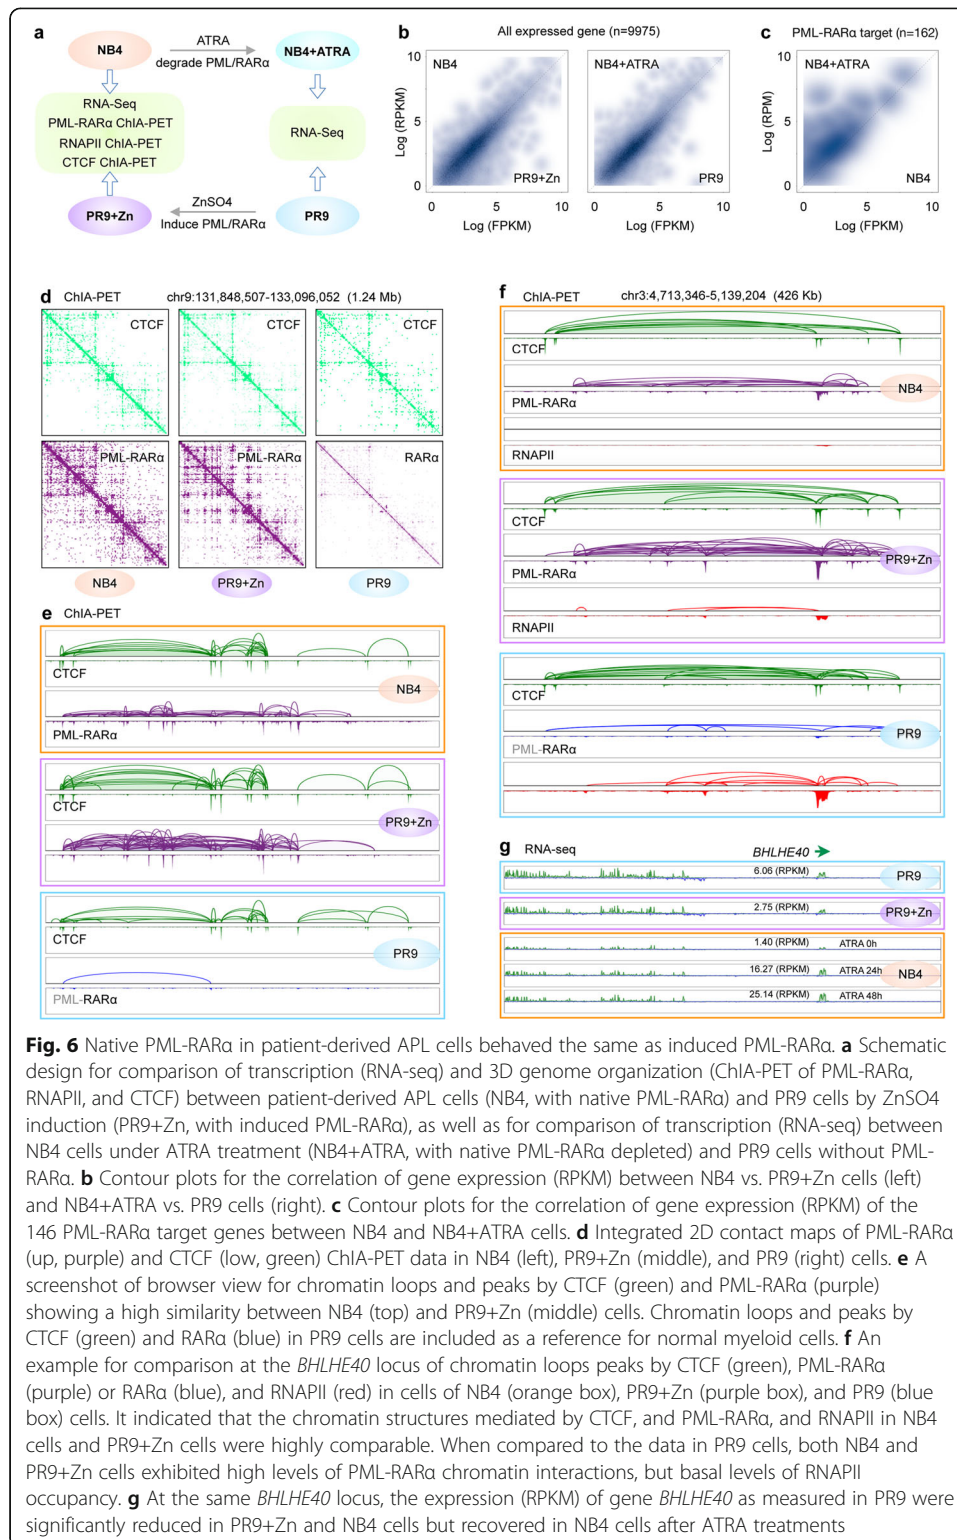 a
NB4
ATRA
degrade PML/RARα
NB4+ATRA
RNA-Seq
PML-RARα ChIA-PET
RNAPII ChIA-PET
CTCF ChIA-PET
RNA-Seq
PR9+Zn
ZnSO4
Induce PML/RARα
PR9
b
All expressed gene (n=9975)
Log (RPKM)
10
5
0
NB4
PR9+Zn
0 5 10
Log (FPKM)
NB4+ATRA
PR9
0 5 10
Log (FPKM)
c
PML-RARα target (n=162)
Log (RPM)
10
5
0
NB4+ATRA
NB4
0 5 10
Log (FPKM)
d
ChIA-PET chr9:131,848,507-133,096,052 (1.24 Mb)
CTCF
CTCF
CTCF
PML-RARα
PML-RARα
RARα
NB4
PR9+Zn
PR9
e
ChIA-PET
CTCF
NB4
PML-RARα
CTCF
PR9+Zn
CTCF
PR9
PML-RARα
f
ChIA-PET chr3:4,713,346-5,139,204 (426 Kb)
CTCF
NB4
PML-RARα
RNAPII
CTCF
PR9+Zn
PML-RARα
RNAPII
CTCF
PR9
PML-RARα
g
RNA-seq
BHLHE40
6.06 (RPKM)
PR9
2.75 (RPKM)
PR9+Zn
1.40 (RPKM) ATRA 0h
16.27 (RPKM) ATRA 24h
NB4
25.14 (RPKM) ATRA 48h
Fig. 6 Native PML-RARα in patient-derived APL cells behaved the same as induced PML-RARα. a Schematic
design for comparison of transcription (RNA-seq) and 3D genome organization (ChIA-PET of PML-RARα,
RNAPII, and CTCF) between patient-derived APL cells (NB4, with native PML-RARα) and PR9 cells by ZnSO4
induction (PR9+Zn, with induced PML-RARα), as well as for comparison of transcription (RNA-seq) between
NB4 cells under ATRA treatment (NB4+ATRA, with native PML-RARα depleted) and PR9 cells without PML-
RARα. b Contour plots for the correlation of gene expression (RPKM) between NB4 vs. PR9+Zn cells (left)
and NB4+ATRA vs. PR9 cells (right). c Contour plots for the correlation of gene expression (RPKM) of the
146 PML-RARα target genes between NB4 and NB4+ATRA cells. d Integrated 2D contact maps of PML-RARα
(up, purple) and CTCF (low, green) ChIA-PET data in NB4 (left), PR9+Zn (middle), and PR9 (right) cells. e A
screenshot of browser view for chromatin loops and peaks by CTCF (green) and PML-RARα (purple)
showing a high similarity between NB4 (top) and PR9+Zn (middle) cells. Chromatin loops and peaks by
CTCF (green) and RARα (blue) in PR9 cells are included as a reference for normal myeloid cells. f An
example for comparison at the BHLHE40 locus of chromatin loops peaks by CTCF (green), PML-RARα
(purple) or RARα (blue), and RNAPII (red) in cells of NB4 (orange box), PR9+Zn (purple box), and PR9 (blue
box) cells. It indicated that the chromatin structures mediated by CTCF, and PML-RARα, and RNAPII in NB4
cells and PR9+Zn cells were highly comparable. When compared to the data in PR9 cells, both NB4 and
PR9+Zn cells exhibited high levels of PML-RARα chromatin interactions, but basal levels of RNAPII
occupancy. g At the same BHLHE40 locus, the expression (RPKM) of gene BHLHE40 as measured in PR9 were
significantly reduced in PR9+Zn and NB4 cells but recovered in NB4 cells after ATRA treatments